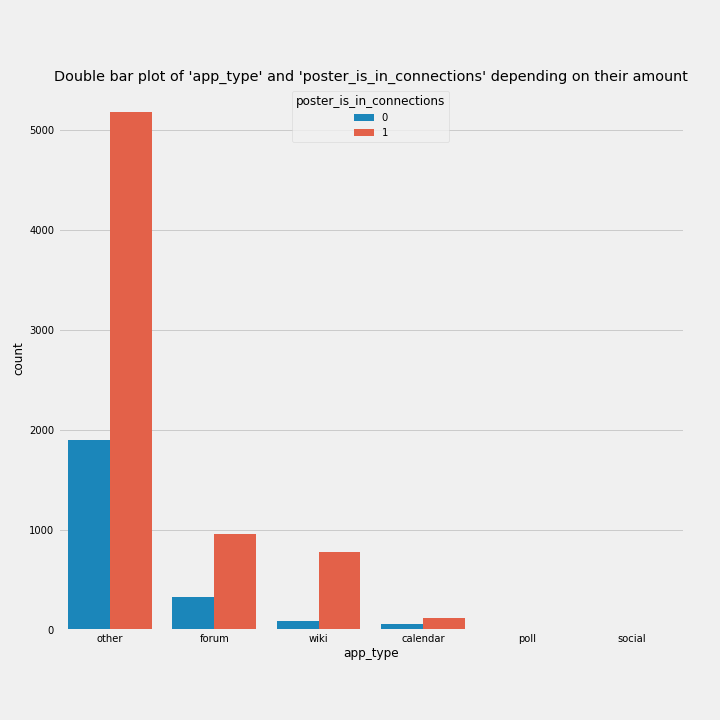 Double bar plot of 'app_type' and 'poster_is_in_connections' depending on their amount
poster_is_in_connections
0
1
5000
4000
3000
2000
1000
0
count
other forum wiki calendar poll social
app_type